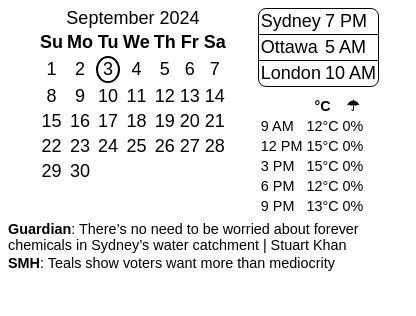 September 2024
Su Mo Tu We Th Fr Sa
1 2 3 4 5 6 7
8 9 10 11 12 13 14
15 16 17 18 19 20 21
22 23 24 25 26 27 28
29 30
Sydney 7 PM
Ottawa 5 AM
London 10 AM
°C ☂
9 AM 12°C 0%
12 PM 15°C 0%
3 PM 15°C 0%
6 PM 12°C 0%
9 PM 13°C 0%
Guardian: There’s no need to be worried about forever
chemicals in Sydney’s water catchment | Stuart Khan
SMH: Teals show voters want more than mediocrity